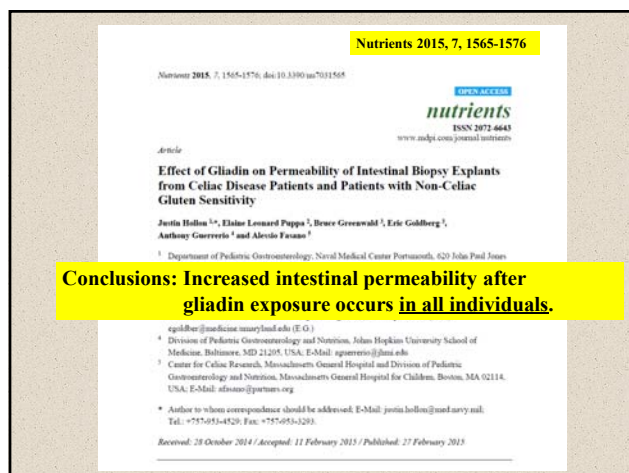 Nutrients 2015, 7, 1565-1576
Nutrients 2015, 7, 1565-1576; doi:10.3390/nu7031565
OPEN ACCESS
nutrients
ISSN 2072-6643
www.mdpi.com/journal/nutrients
Article
Effect of Gliadin on Permeability of Intestinal Biopsy Explants
from Celiac Disease Patients and Patients with Non-Celiac
Gluten Sensitivity
Justin Hollon 1,*, Elaine Leonard Puppa 2, Bruce Greenwald 3, Eric Goldberg 3,
Anthony Guerrerio 4 and Alessio Fasano 5
1 Department of Pediatric Gastroenterology, Naval Medical Center Portsmouth, 620 John Paul Jones
Conclusions: Increased intestinal permeability after
gliadin exposure occurs in all individuals.
egoldber@medicine.umaryland.edu (E.G.)
4 Division of Pediatric Gastroenterology and Nutrition, Johns Hopkins University School of
Medicine, Baltimore, MD 21205, USA; E-Mail: aguerrerio@jhmi.edu
5 Center for Celiac Research, Massachusetts General Hospital and Division of Pediatric
Gastroenterology and Nutrition, Massachusetts General Hospital for Children, Boston, MA 02114,
USA; E-Mail: afasano@partners.org
* Author to whom correspondence should be addressed; E-Mail: justin.hollon@med.navy.mil;
Tel.: +757-953-4529; Fax: +757-953-3293.
Received: 28 October 2014 / Accepted: 11 February 2015 / Published: 27 February 2015